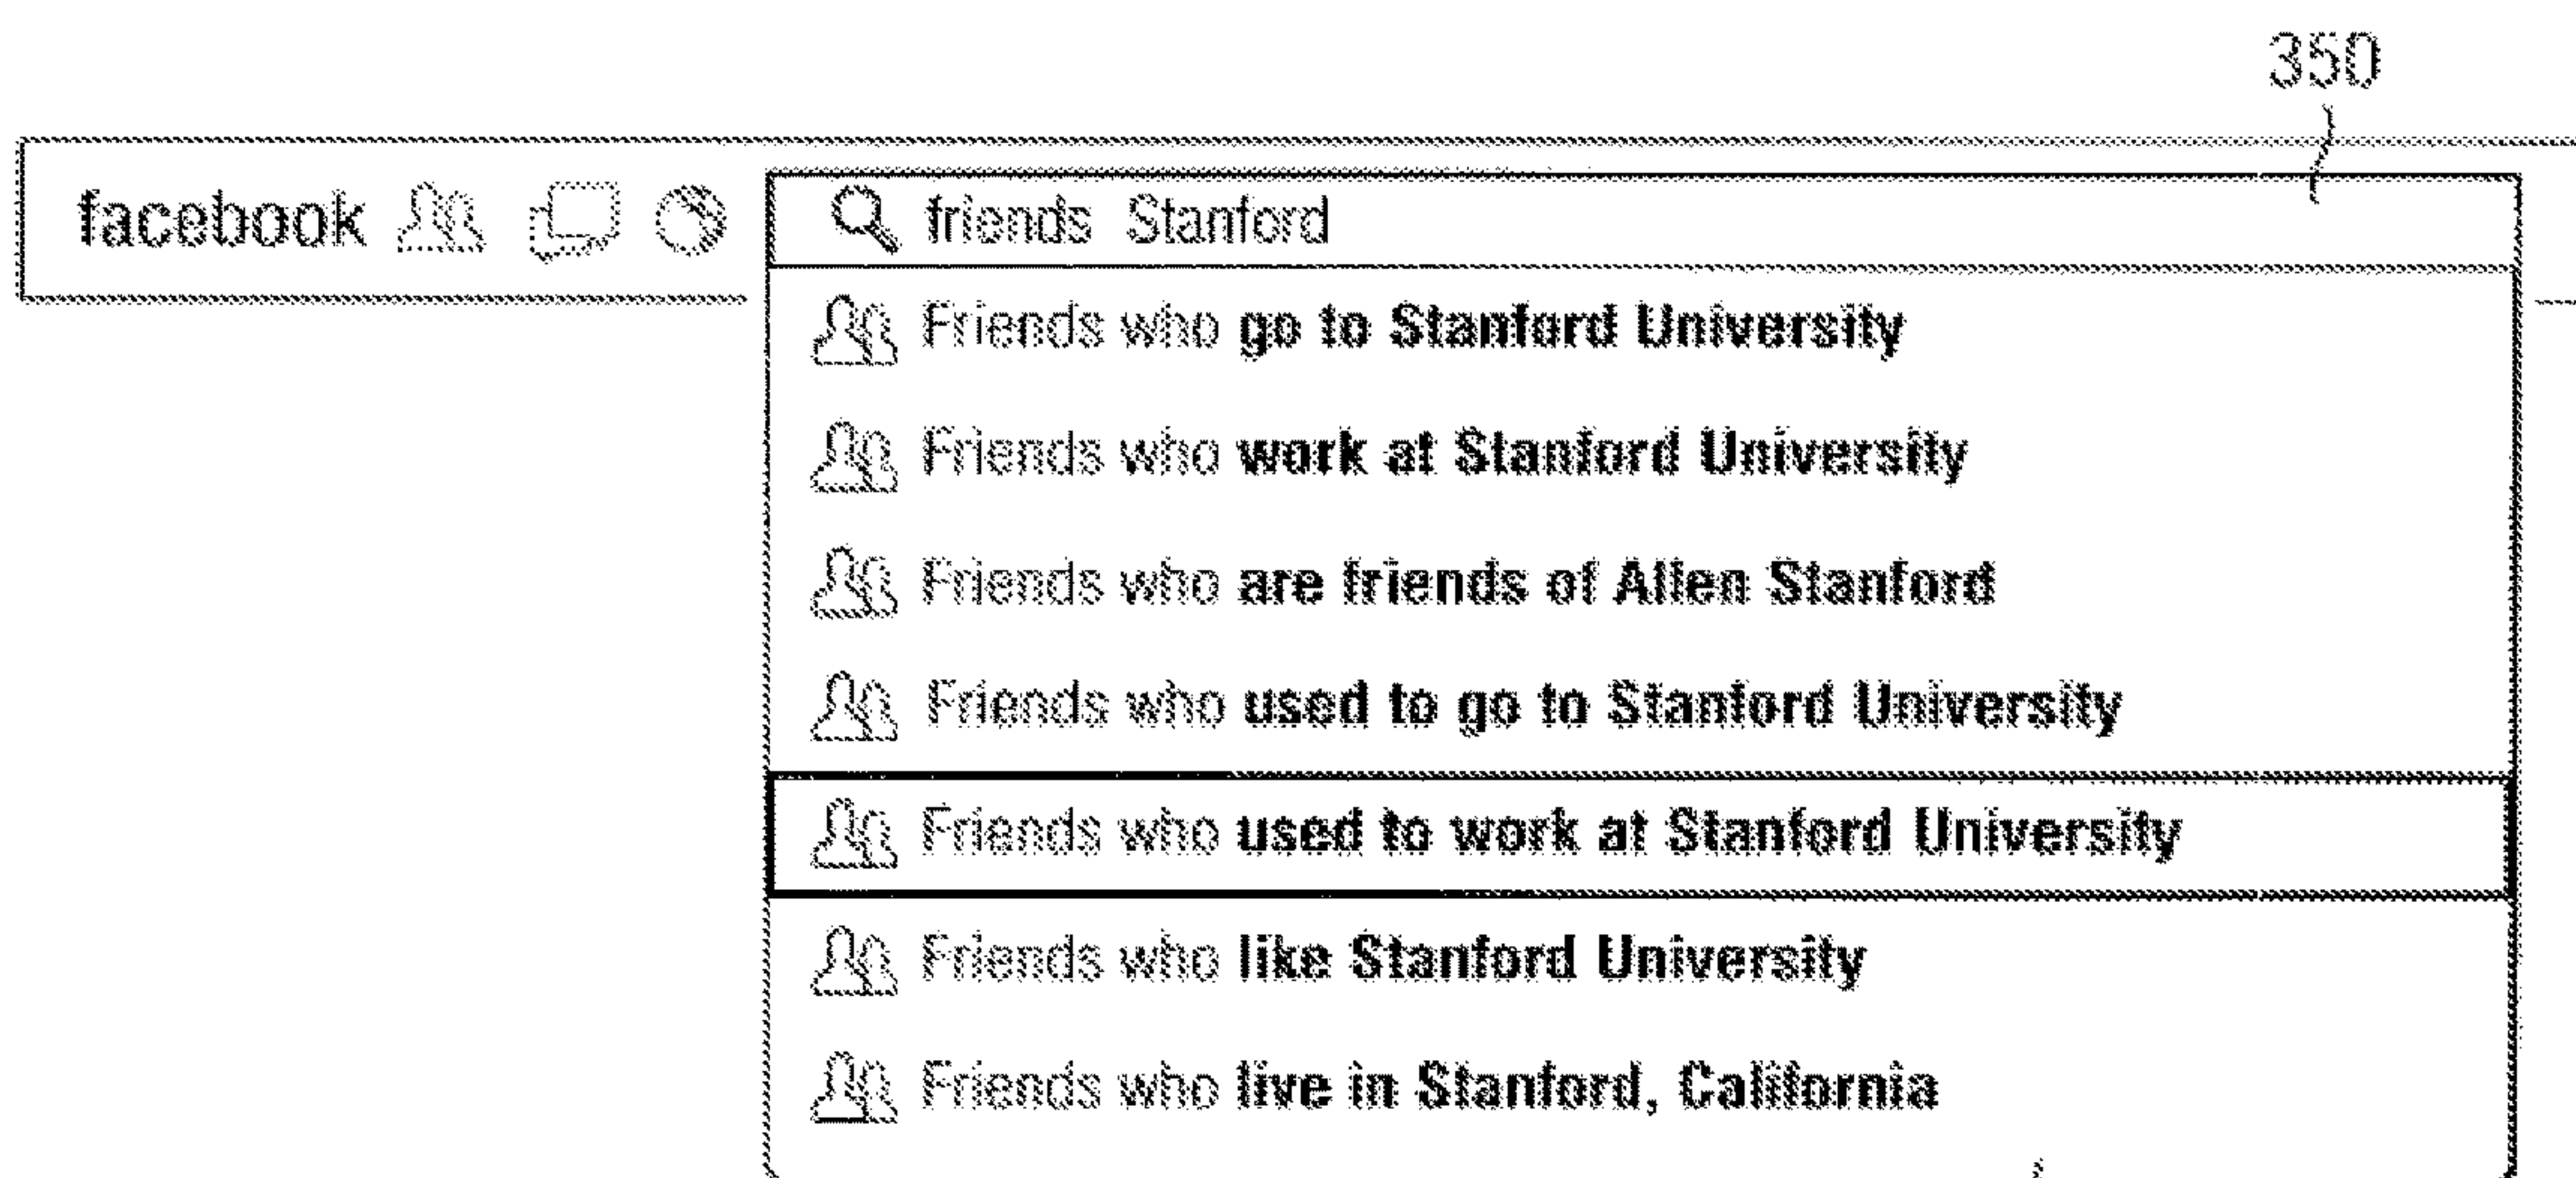 350
facebook friends Stanford
Friends who go to Stanford University
Friends who work at Stanford University
Friends who are friends of Allen Stanford
Friends who used to go to Stanford University
Friends who used to work at Stanford University
Friends who like Stanford University
Friends who live in Stanford, California